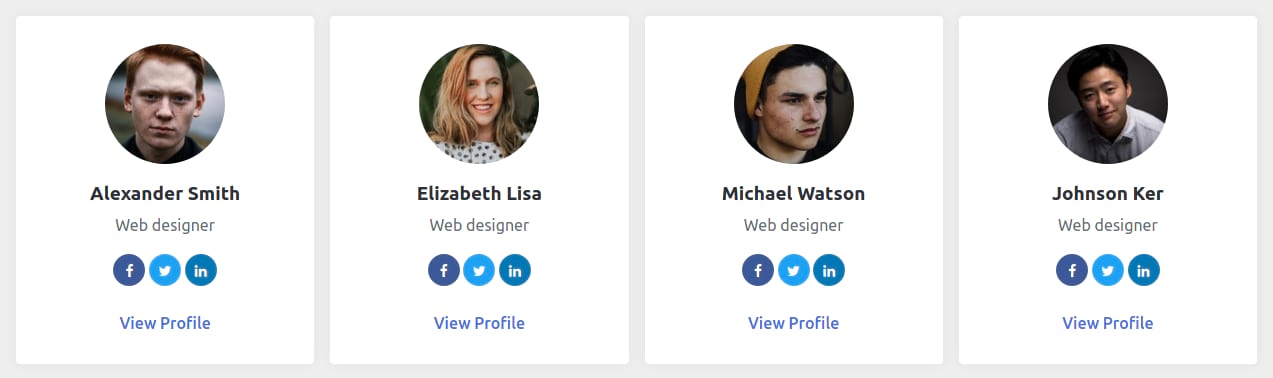 Alexander Smith
Web designer
f in
View Profile
Elizabeth Lisa
Web designer
f in
View Profile
Michael Watson
Web designer
f in
View Profile
Johnson Ker
Web designer
f in
View Profile